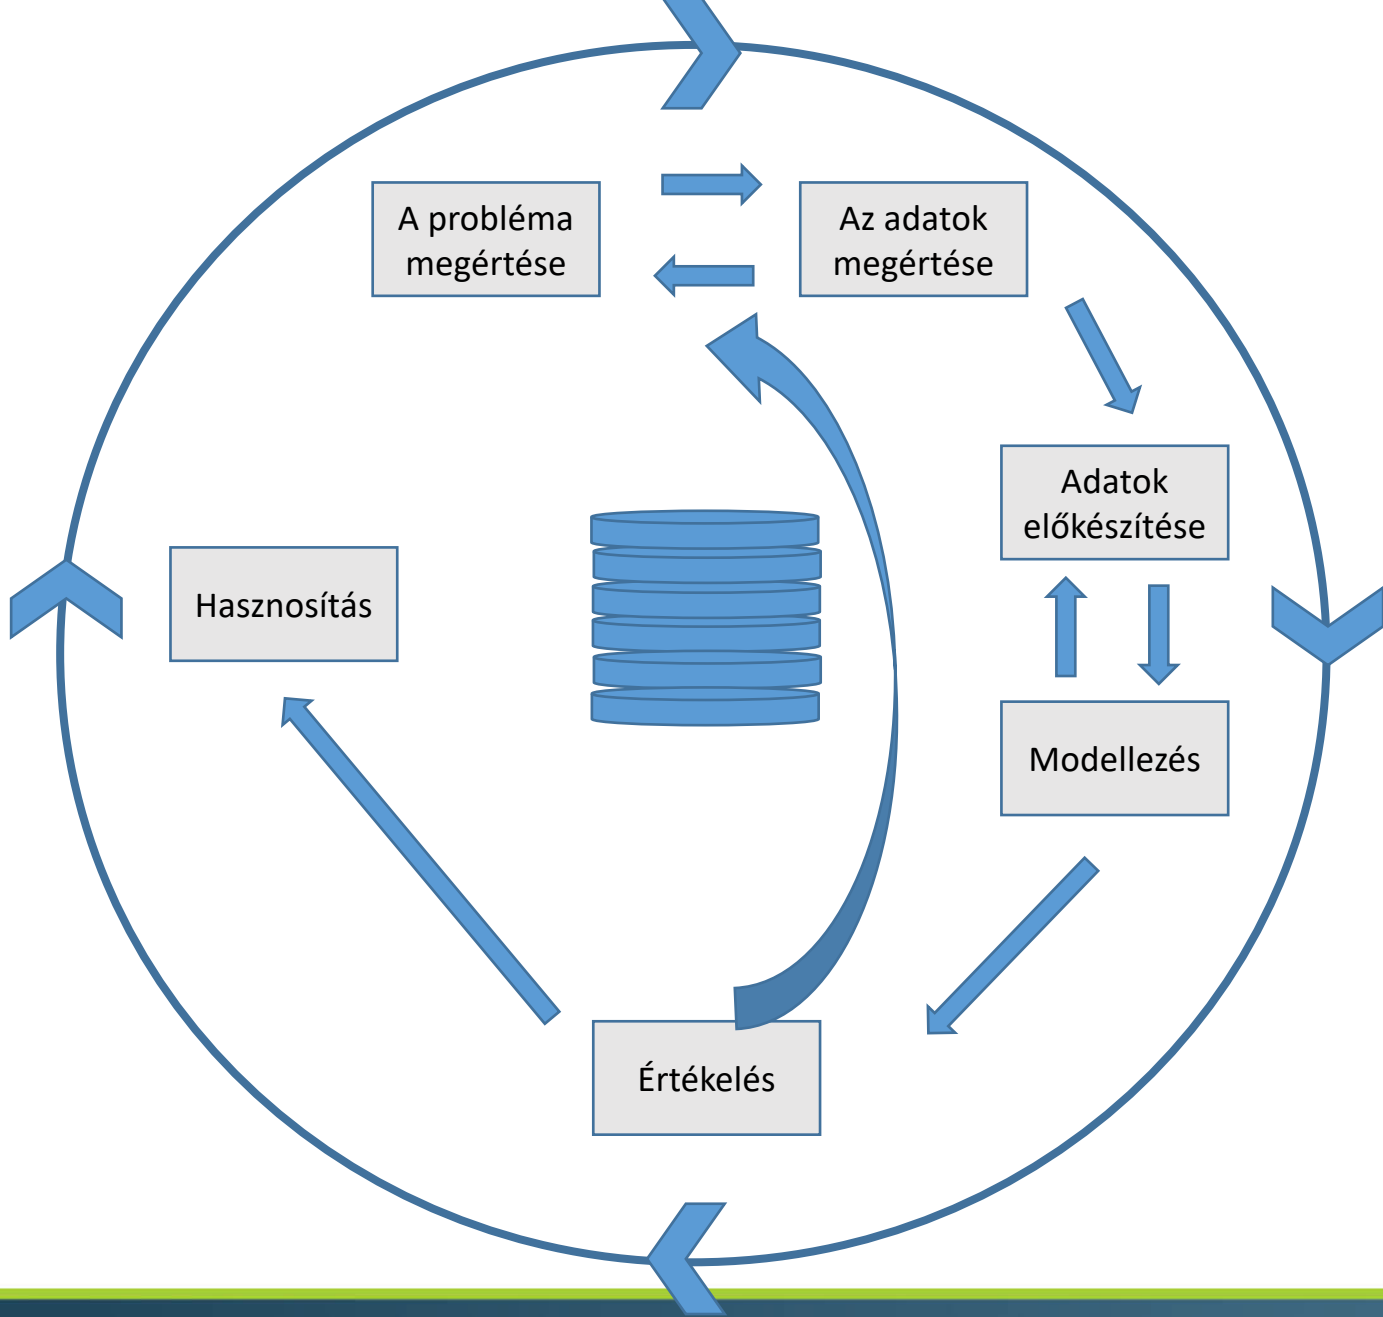 A probléma
megértése
Az adatok
megértése
Adatok
előkészítése
Hasznosítás
Modellezés
Értékelés